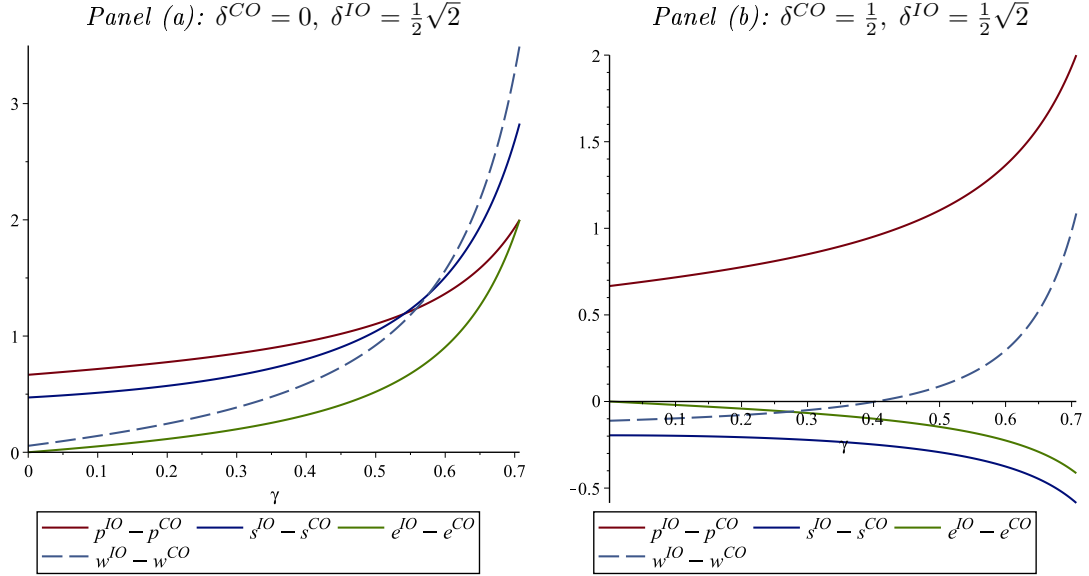 Panel (a): δ^CO = 0, δ^IO = ½√2
3
2
1
0
0 0.1 0.2 0.3 0.4 0.5 0.6 0.7
γ
p^IO − p^CO s^IO − s^CO e^IO − e^CO
w^IO − w^CO
Panel (b): δ^CO = ½, δ^IO = ½√2
2
1.5
1
0.5
0
0.1 0.2 0.3 0.4 0.5 0.6 0.7
γ
−0.5
p^IO − p^CO s^IO − s^CO e^IO − e^CO
w^IO − w^CO